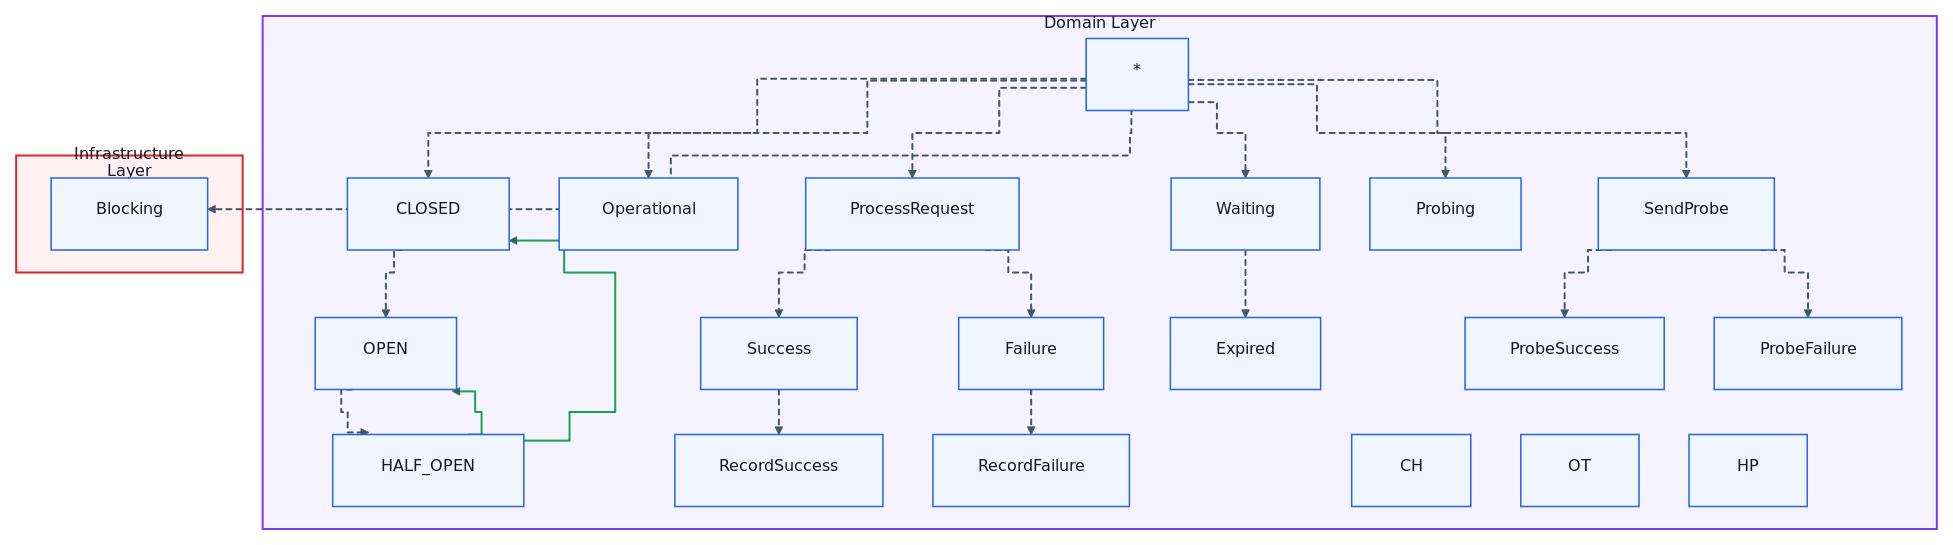 Domain Layer
*
Infrastructure
Layer
Blocking
CLOSED
Operational
ProcessRequest
Waiting
Probing
SendProbe
OPEN
Success
Failure
Expired
ProbeSuccess
ProbeFailure
HALF_OPEN
RecordSuccess
RecordFailure
CH
OT
HP